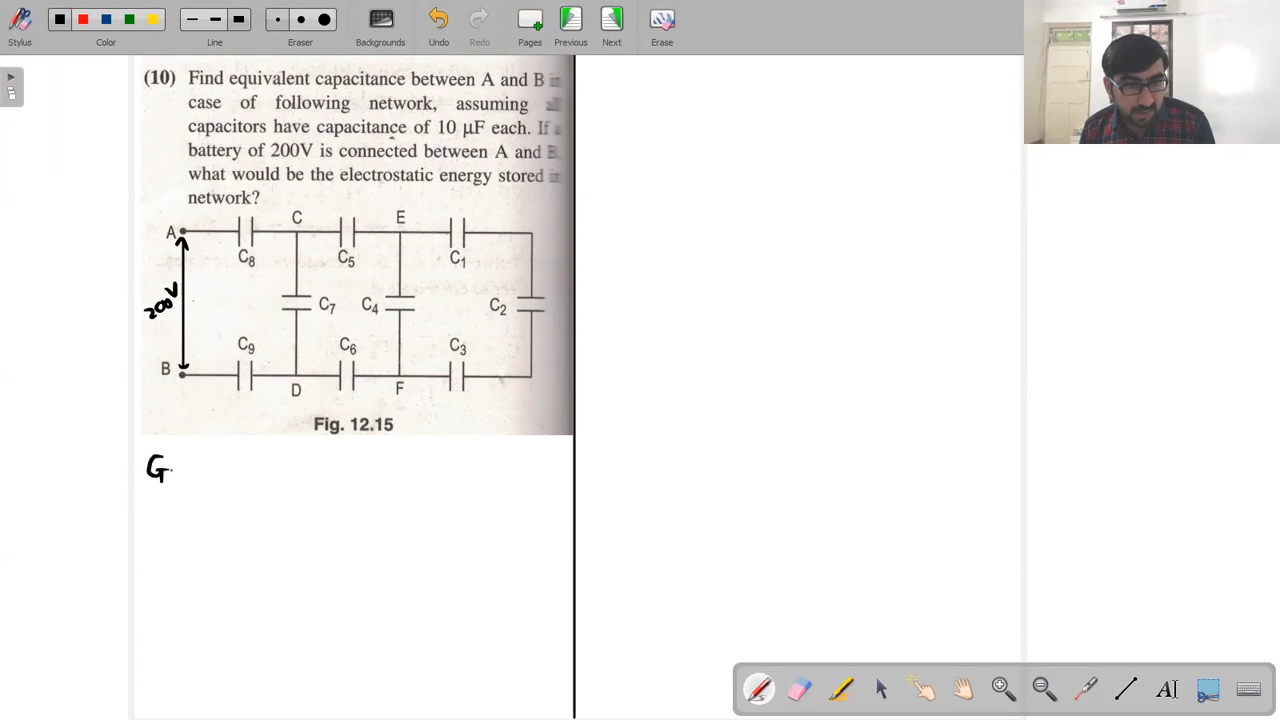 Stylus Color Line Eraser Backgrounds Undo Redo Pages Previous Next Erase
(10) Find equivalent capacitance between A and B
case of following network, assuming
capacitors have capacitance of 10 μF each. If
battery of 200V is connected between A and B
what would be the electrostatic energy stored in
network?
C E
A
C8 C5 C1
200V C7 C4 C2
C9 C6 C3
B
D F
Fig. 12.15
G
AI